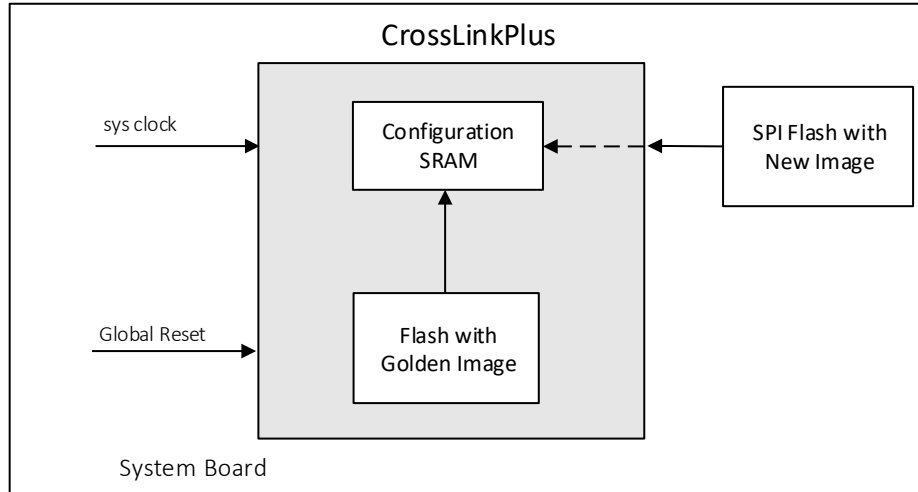 CrossLinkPlus
sys clock
Configuration
SRAM
SPI Flash with
New Image
Global Reset
Flash with
Golden Image
System Board